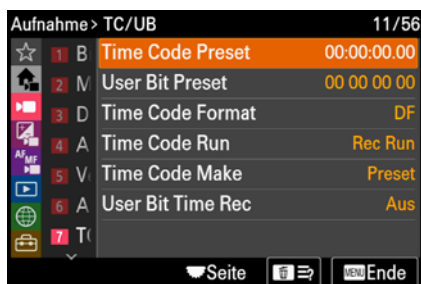 Aufnahme> TC/UB 11/56
1 B Time Code Preset 00:00:00.00
2 M User Bit Preset 00 00 00 00
3 D Time Code Format DF
4 A Time Code Run Rec Run
AF MF
5 V Time Code Make Preset
6 A User Bit Time Rec Aus
7 T
Seite ? MENU Ende